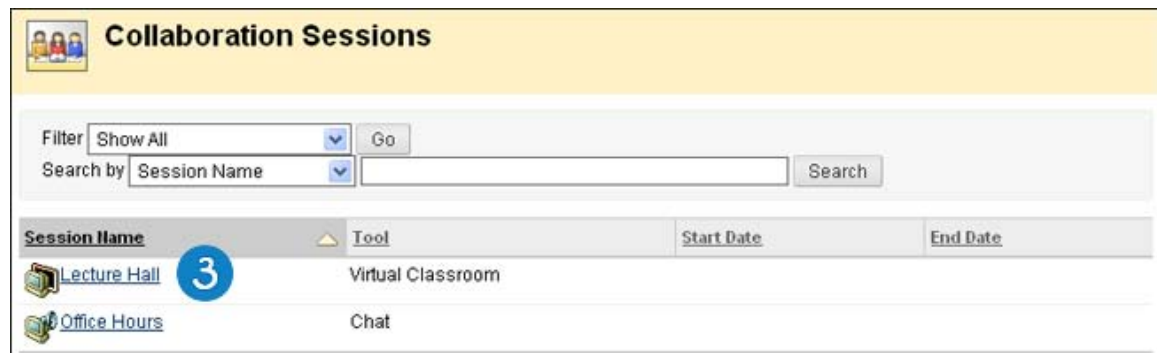 Collaboration Sessions
Filter Show All Go
Search by Session Name Search
Session Name Tool Start Date End Date
Lecture Hall 3 Virtual Classroom
Office Hours Chat